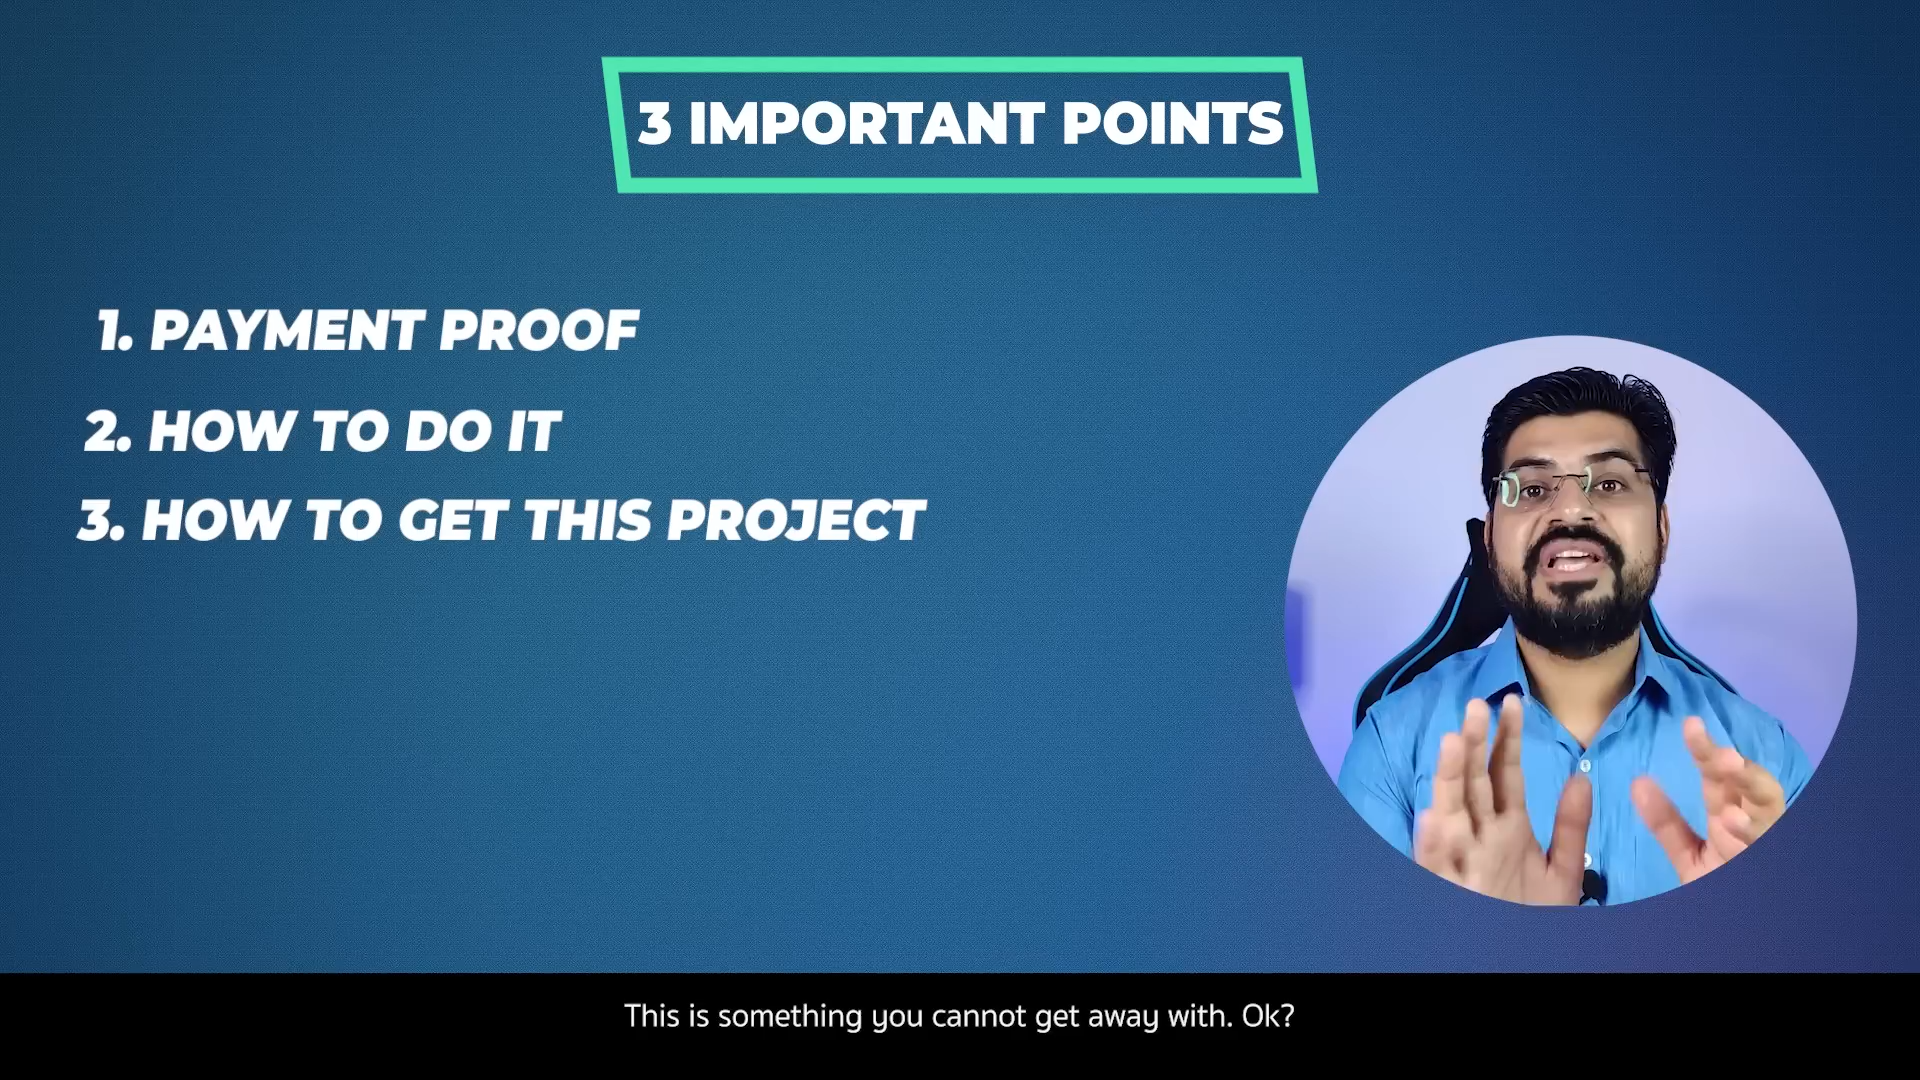 3 IMPORTANT POINTS
1. PAYMENT PROOF
2. HOW TO DO IT
3. HOW TO GET THIS PROJECT
This is something you cannot get away with. Ok?